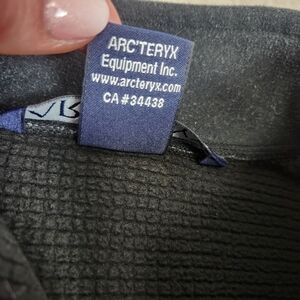 ARC'TERYX
Equipment Inc.
www.arcteryx.com
CA #34438